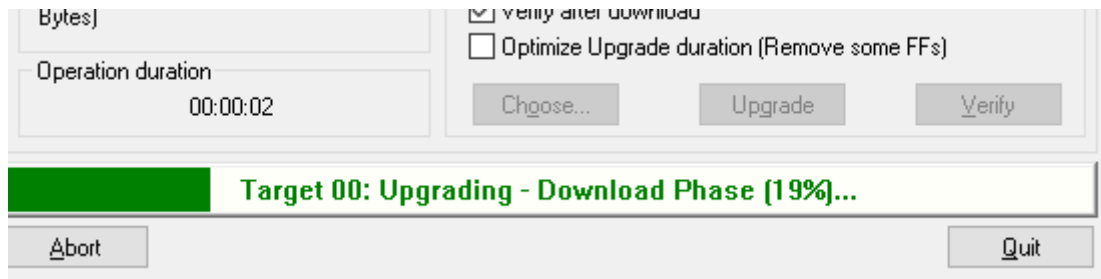 Bytes)
Verify after download
Optimize Upgrade duration (Remove some FFs)
Operation duration
00:00:02
Choose...
Upgrade
Verify
Target 00: Upgrading - Download Phase (19%)...
Abort
Quit